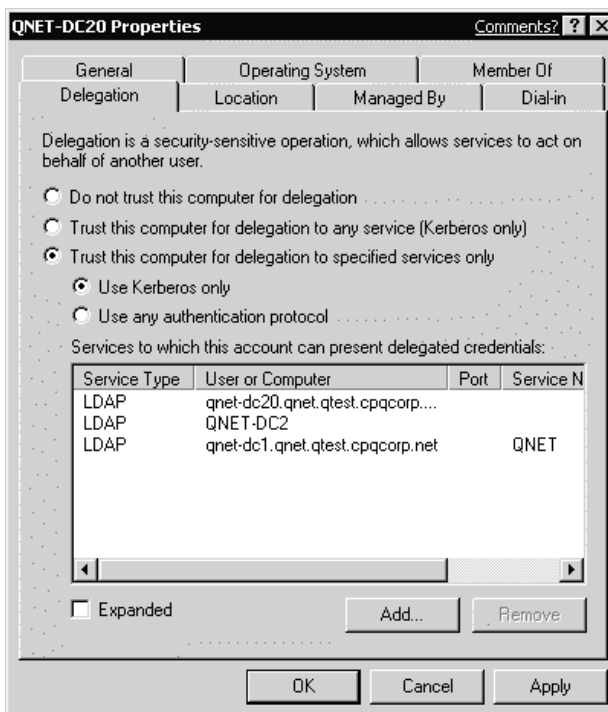 QNET-DC20 Properties Comments? ? X
General Operating System Member Of
Delegation Location Managed By Dial-in
Delegation is a security-sensitive operation, which allows services to act on
behalf of another user.
Do not trust this computer for delegation
Trust this computer for delegation to any service (Kerberos only)
Trust this computer for delegation to specified services only
Use Kerberos only
Use any authentication protocol
Services to which this account can present delegated credentials:
Service Type User or Computer Port Service N
LDAP qnet-dc20.qnet.qtest.cpqcorp....
LDAP QNET-DC2
LDAP qnet-dc1.qnet.qtest.cpqcorp.net QNET
Expanded Add... Remove
OK Cancel Apply